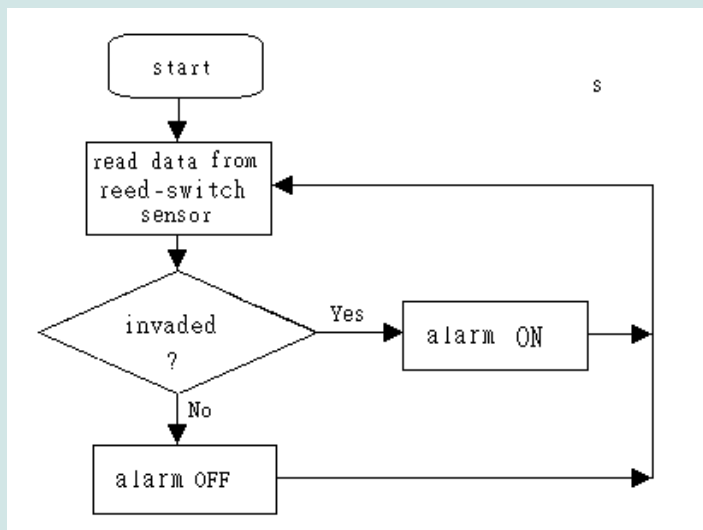 start
s
read data from
reed-switch
sensor
invaded
?
Yes
alarm ON
No
alarm OFF